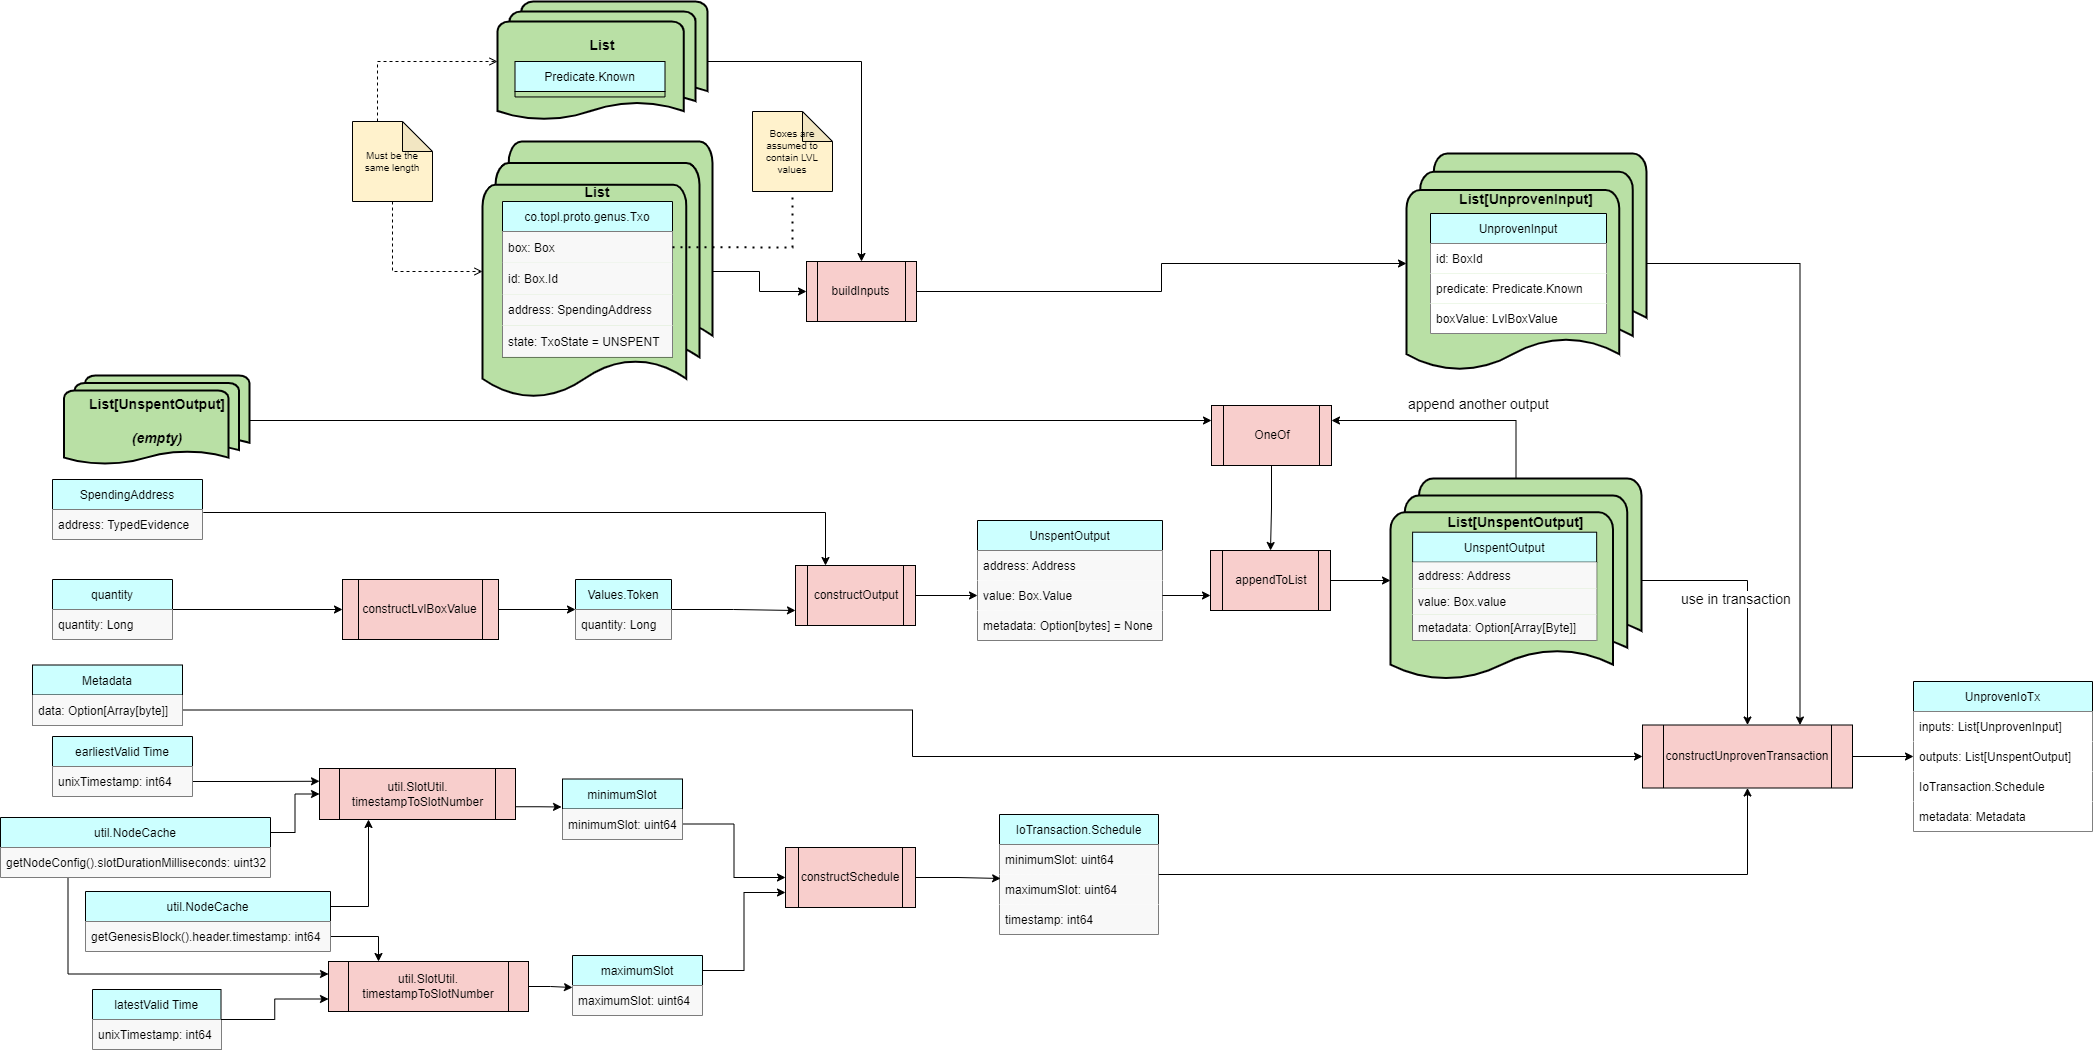 List
Predicate.Known
Must be the
same length
Boxes are
assumed to
contain LVL
values
List
co.topl.proto.genus.Txo
box: Box
id: Box.Id
address: SpendingAddress
state: TxoState = UNSPENT
buildInputs
List[UnprovenInput]
UnprovenInput
id: BoxId
predicate: Predicate.Known
boxValue: LvlBoxValue
List[UnspentOutput]
(empty)
OneOf
append another output
SpendingAddress
address: TypedEvidence
quantity
quantity: Long
constructLvlBoxValue
Values.Token
quantity: Long
constructOutput
UnspentOutput
address: Address
value: Box.Value
metadata: Option[bytes] = None
appendToList
List[UnspentOutput]
UnspentOutput
address: Address
value: Box.value
metadata: Option[Array[Byte]]
use in transaction
Metadata
data: Option[Array[byte]]
earliestValid Time
unixTimestamp: int64
util.NodeCache
getNodeConfig().slotDurationMilliseconds: uint32
util.NodeCache
getGenesisBlock().header.timestamp: int64
latestValid Time
unixTimestamp: int64
util.SlotUtil.
timestampToSlotNumber
util.SlotUtil.
timestampToSlotNumber
minimumSlot
minimumSlot: uint64
maximumSlot
maximumSlot: uint64
constructSchedule
IoTransaction.Schedule
minimumSlot: uint64
maximumSlot: uint64
timestamp: int64
constructUnprovenTransaction
UnprovenIoTx
inputs: List[UnprovenInput]
outputs: List[UnspentOutput]
IoTransaction.Schedule
metadata: Metadata